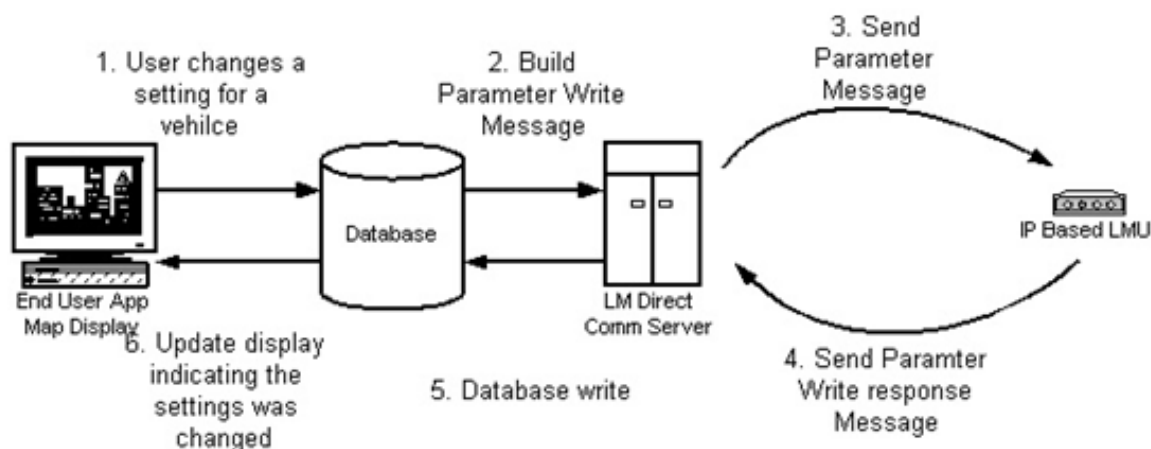 1. User changes a
setting for a
vehilce
2. Build
Parameter Write
Message
3. Send
Parameter
Message
Database
IP Based LMU
End User App
Map Display
LM Direct
Comm Server
6. Update display
indicating the
settings was
changed
5. Database write
4. Send Paramter
Write response
Message